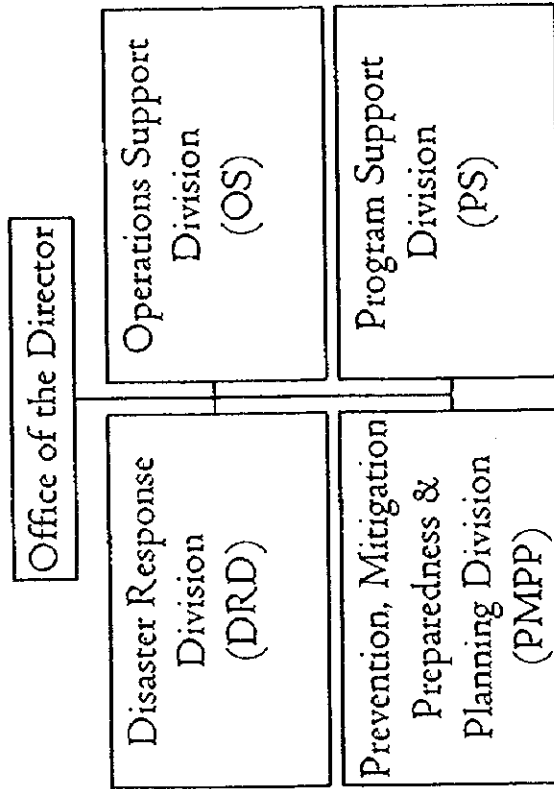 Office of the Director
Disaster Response
Division
(DRD)
Operations Support
Division
(OS)
Prevention, Mitigation
Preparedness &
Planning Division
(PMPP)
Program Support
Division
(PS)